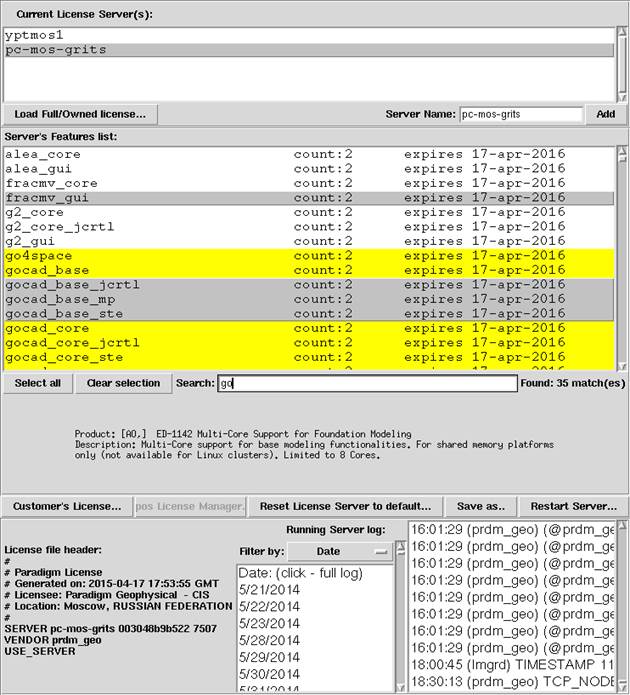 Current License Server(s):
yptmos1
pc-mos-grits
Load Full/Owned license...
Server Name: pc-mos-grits Add
Server's Features list:
alea_core count:2 expires 17-apr-2016
alea_gui count:2 expires 17-apr-2016
fracmv_core count:2 expires 17-apr-2016
fracmv_gui count:2 expires 17-apr-2016
g2_core count:2 expires 17-apr-2016
g2_core_jcrtl count:2 expires 17-apr-2016
g2_gui count:2 expires 17-apr-2016
go4space count:2 expires 17-apr-2016
gocad_base count:2 expires 17-apr-2016
gocad_base_jcrtl count:2 expires 17-apr-2016
gocad_base_mp count:2 expires 17-apr-2016
gocad_base_ste count:2 expires 17-apr-2016
gocad_core count:2 expires 17-apr-2016
gocad_core_jcrtl count:2 expires 17-apr-2016
gocad_core_ste count:2 expires 17-apr-2016
Select all Clear selection Search: go Found: 35 match(es)
Product: [AO,] ED-1142 Multi-Core Support for Foundation Modeling
Description: Multi-Core support for base modeling functionalities. For shared memory platforms
only (not available for Linux clusters). Limited to 8 Cores.
Customer's License... pos License Manager. Reset License Server to default... Save as.. Restart Server...
License file header:
#
# Paradigm License
# Generated on: 2015-04-17 17:53:55 GMT
# Licensee: Paradigm Geophysical - CIS
# Location: Moscow, RUSSIAN FEDERATION
#
SERVER pc-mos-grits 003048b9b522 7507
VENDOR prdm_geo
USE_SERVER
Running Server log:
Filter by: Date
Date: (click - full log)
5/21/2014
5/22/2014
5/23/2014
5/28/2014
5/29/2014
5/30/2014
5/31/2014
16:01:29 (prdm_geo) (@prdm_ge
16:01:29 (prdm_geo) (@prdm_ge
16:01:29 (prdm_geo) (@prdm_ge
16:01:29 (prdm_geo) (@prdm_ge
16:01:29 (prdm_geo) (@prdm_ge
16:01:29 (prdm_geo) (@prdm_ge
16:01:29 (prdm_geo) (@prdm_ge
18:00:45 (lmgrd) TIMESTAMP 11
18:30:13 (prdm_geo) TCP_NODE